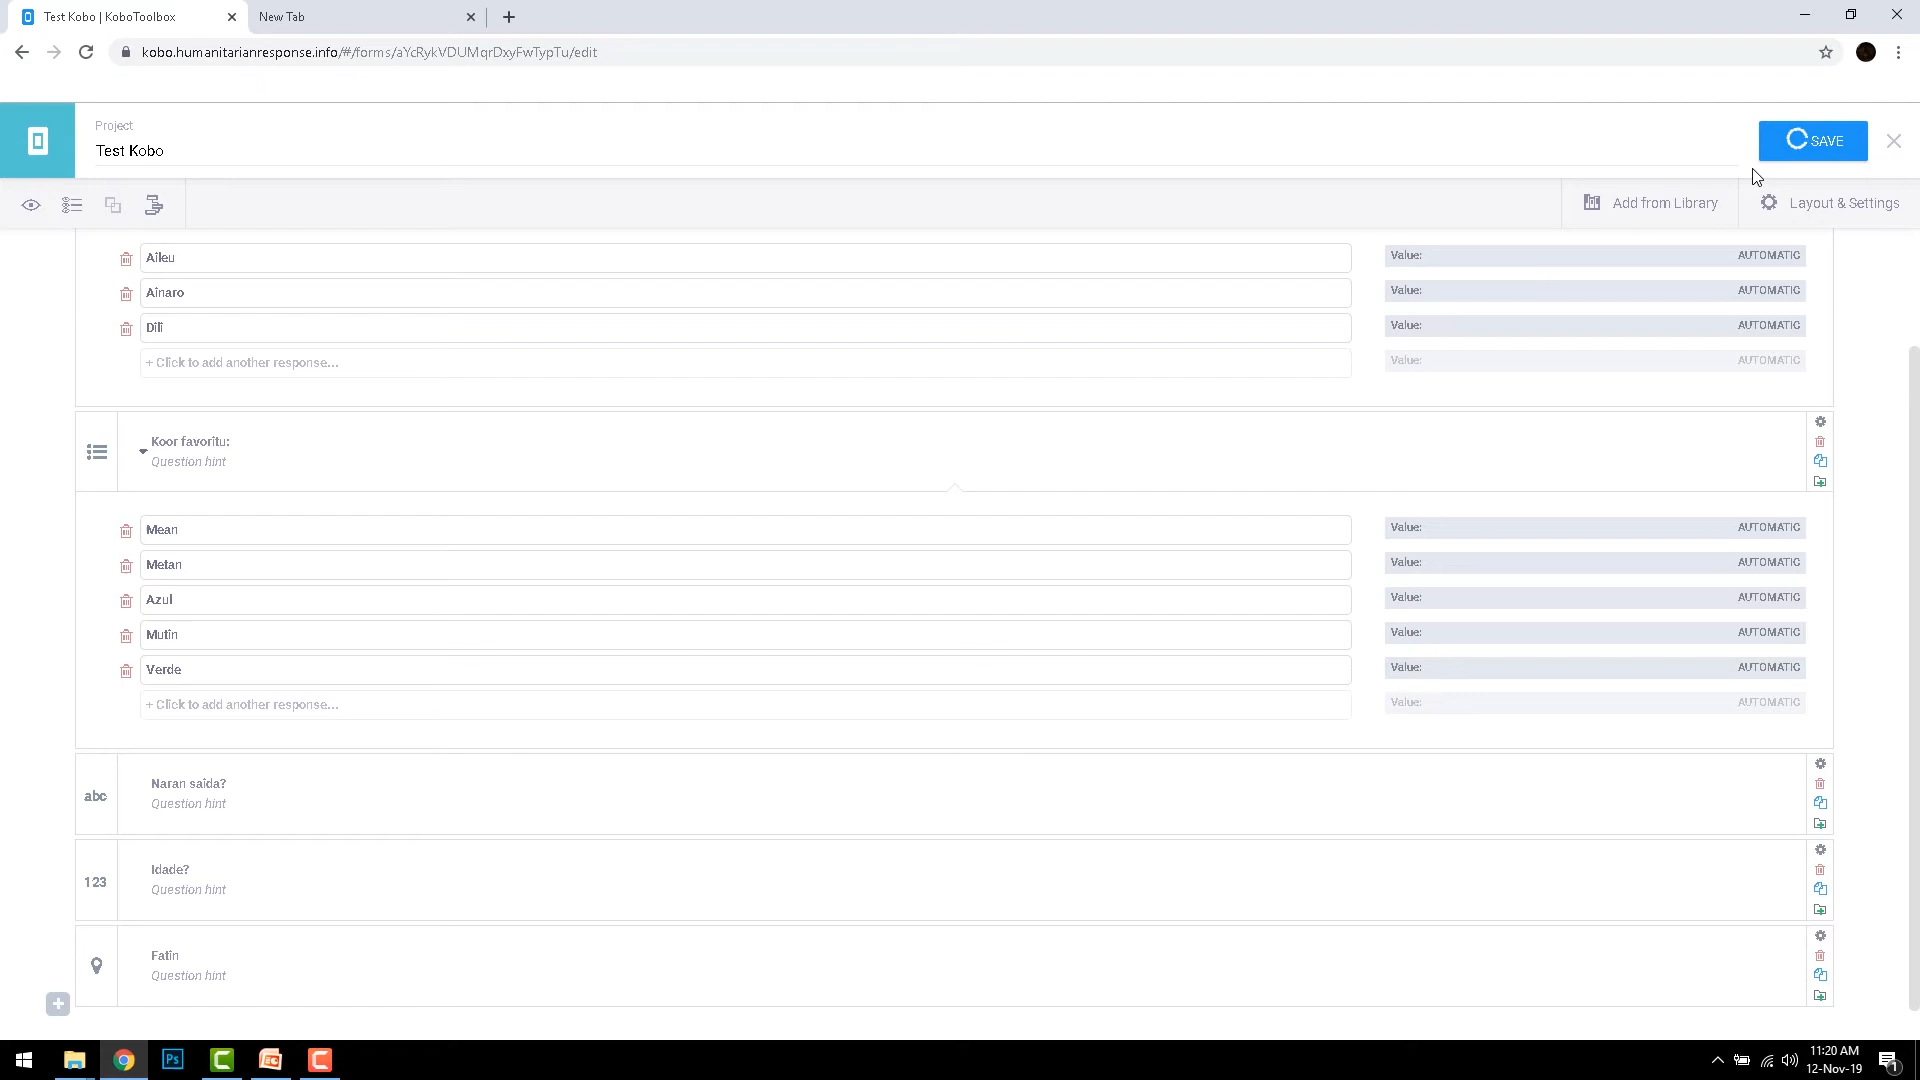 Test Kobo | KoboToolbox
New Tab
kobo.humanitarianresponse.info/#/forms/aYcRykVDUMqrDxyFwTypTu/edit
Project
Test Kobo
SAVE
Add from Library
Layout & Settings
Aileu
Value: AUTOMATIC
Ainaro
Value: AUTOMATIC
Dili
Value: AUTOMATIC
+ Click to add another response...
Value: AUTOMATIC
Koor favoritu:
Question hint
Mean
Value: AUTOMATIC
Metan
Value: AUTOMATIC
Azul
Value: AUTOMATIC
Mutin
Value: AUTOMATIC
Verde
Value: AUTOMATIC
+ Click to add another response...
Value: AUTOMATIC
abc
Naran saida?
Question hint
123
Idade?
Question hint
Fatin
Question hint
Ps
11:20 AM
12-Nov-19
1